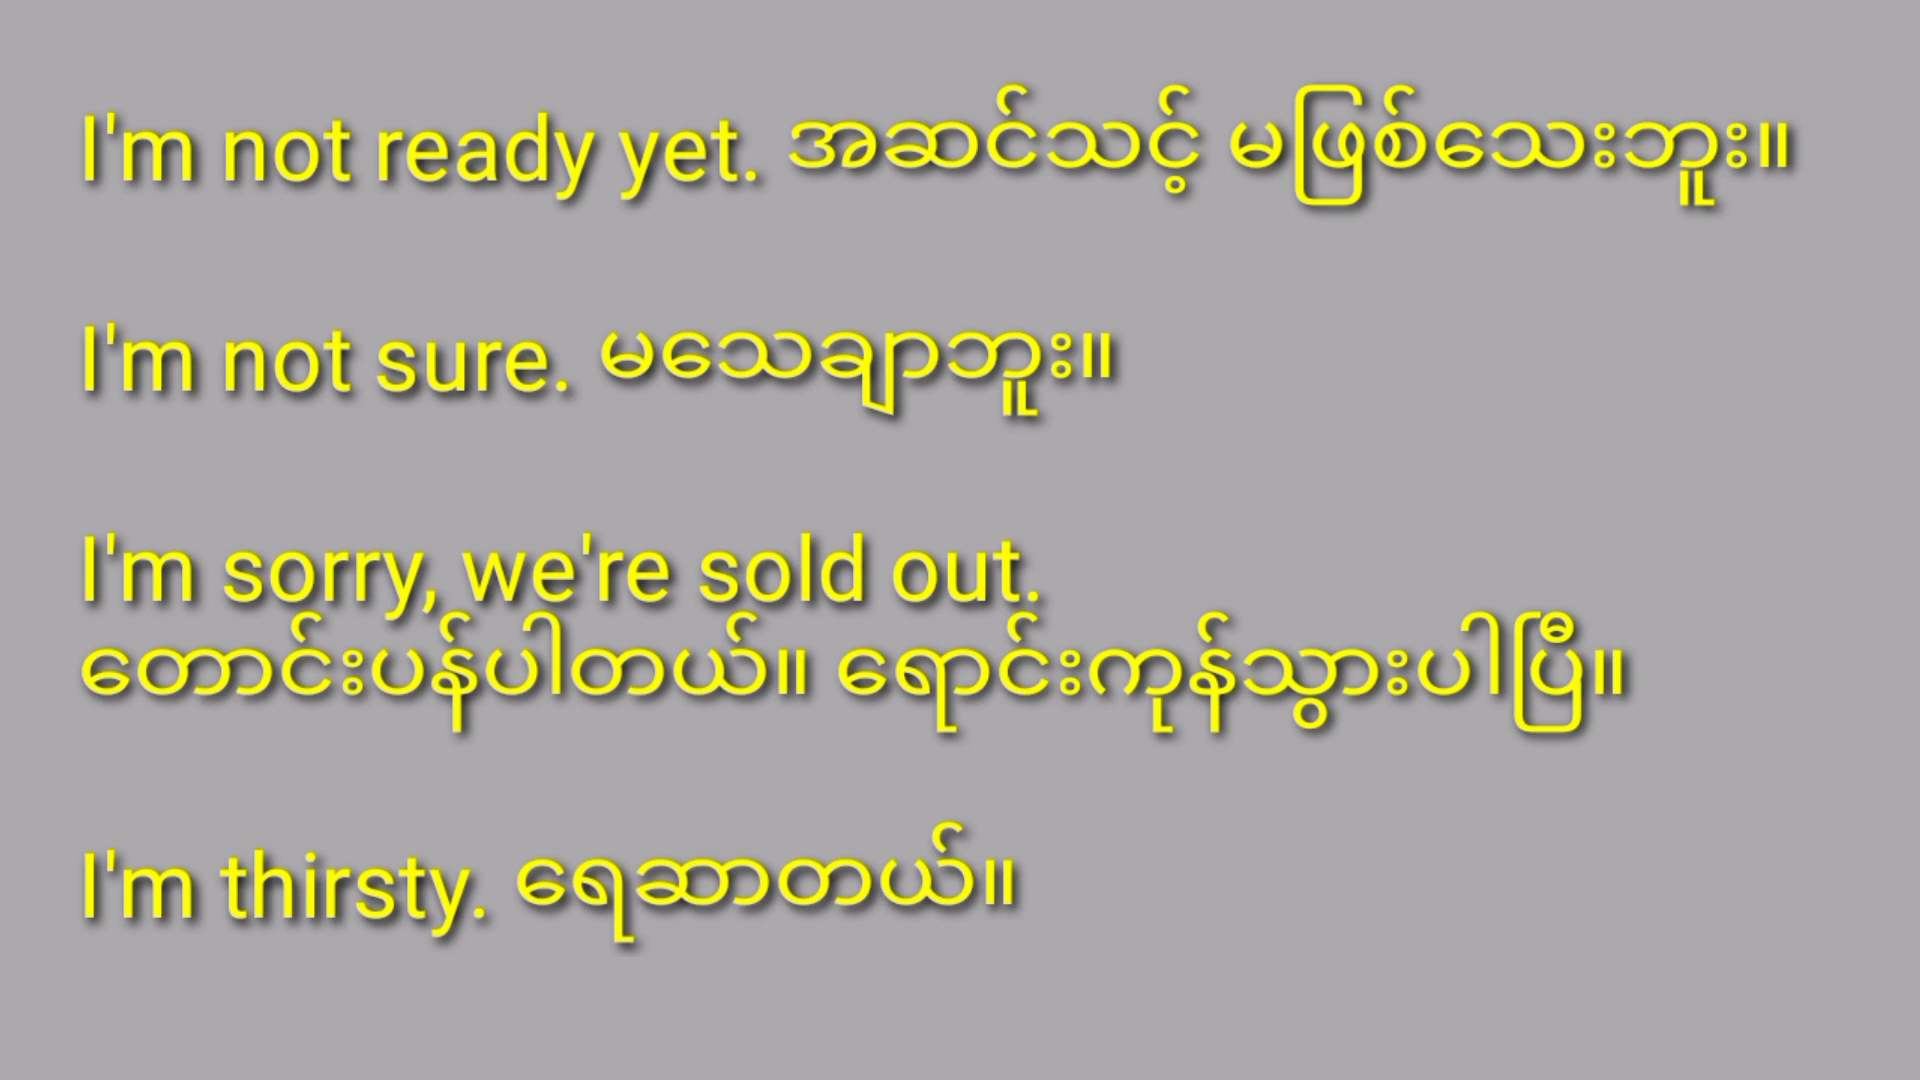 I'm not ready yet. အဆင်သင့် မဖြစ်သေးဘူး။
I'm not sure. မသေချာဘူး။
I'm sorry, we're sold out.
တောင်းပန်ပါတယ်။ ရောင်းကုန်သွားပါပြီ။
I'm thirsty. ရေဆာတယ်။